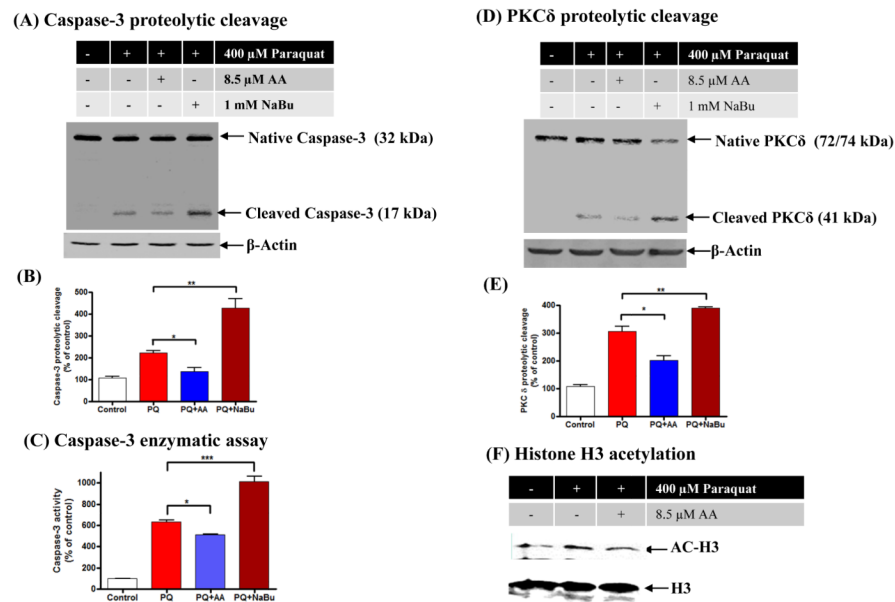 (A) Caspase-3 proteolytic cleavage
- + + + 400 µM Paraquat
- - + - 8.5 µM AA
- - - + 1 mM NaBu
Native Caspase-3 (32 kDa)
Cleaved Caspase-3 (17 kDa)
β-Actin
(B)
Caspase-3 proteolytic cleavage
(% of control)
500
400
300
200
100
0
*
**
Control PQ PQ+AA PQ+NaBu
(C) Caspase-3 enzymatic assay
Caspase-3 activity
(% of control)
1000
800
600
400
200
0
*
***
Control PQ PQ+AA PQ+NaBu
(D) PKCδ proteolytic cleavage
- + + + 400 µM Paraquat
- - + - 8.5 µM AA
- - - + 1 mM NaBu
Native PKCδ (72/74 kDa)
Cleaved PKCδ (41 kDa)
β-Actin
(E)
PKC δ proteolytic cleavage
(% of control)
400
300
200
100
0
*
**
Control PQ PQ+AA PQ+NaBu
(F) Histone H3 acetylation
- + + 400 µM Paraquat
- - + 8.5 µM AA
AC-H3
H3